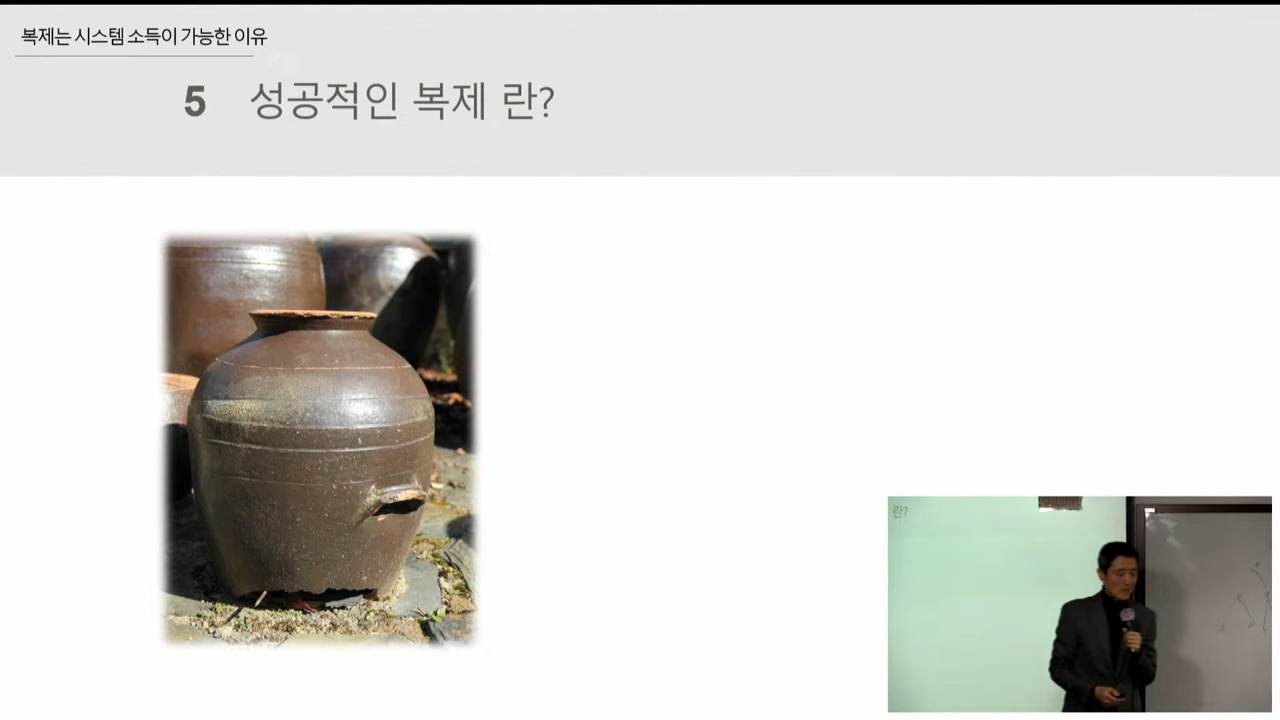 복제는 시스템 소득이 가능한 이유
5 성공적인 복제 란?
란?